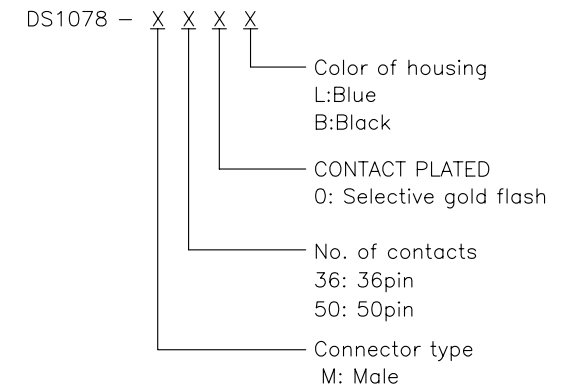 DS1078 - X X X X
Color of housing
L:Blue
B:Black
CONTACT PLATED
0: Selective gold flash
No. of contacts
36: 36pin
50: 50pin
Connector type
M: Male